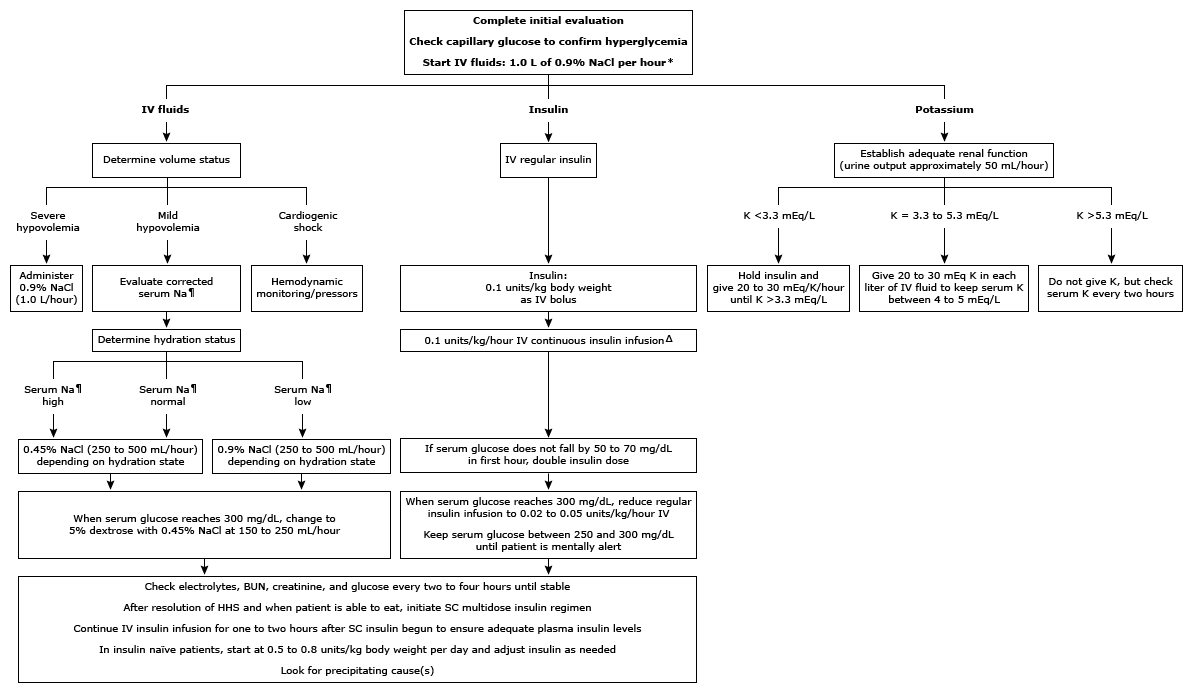 Complete initial evaluation
Check capillary glucose to confirm hyperglycemia
Start IV fluids: 1.0 L of 0.9% NaCl per hour*
IV fluids
Insulin
Potassium
Determine volume status
IV regular insulin
Establish adequate renal function
(urine output approximately 50 mL/hour)
Severe
hypovolemia
Mild
hypovolemia
Cardiogenic
shock
K <3.3 mEq/L
K = 3.3 to 5.3 mEq/L
K >5.3 mEq/L
Administer
0.9% NaCl
(1.0 L/hour)
Evaluate corrected
serum Na¶
Hemodynamic
monitoring/pressors
Insulin:
0.1 units/kg body weight
as IV bolus
Hold insulin and
give 20 to 30 mEq/K/hour
until K >3.3 mEq/L
Give 20 to 30 mEq K in each
liter of IV fluid to keep serum K
between 4 to 5 mEq/L
Do not give K, but check
serum K every two hours
Determine hydration status
0.1 units/kg/hour IV continuous insulin infusionΔ
Serum Na¶
high
Serum Na¶
normal
Serum Na¶
low
0.45% NaCl (250 to 500 mL/hour)
depending on hydration state
0.9% NaCl (250 to 500 mL/hour)
depending on hydration state
If serum glucose does not fall by 50 to 70 mg/dL
in first hour, double insulin dose
When serum glucose reaches 300 mg/dL, change to
5% dextrose with 0.45% NaCl at 150 to 250 mL/hour
When serum glucose reaches 300 mg/dL, reduce regular
insulin infusion to 0.02 to 0.05 units/kg/hour IV
Keep serum glucose between 250 and 300 mg/dL
until patient is mentally alert
Check electrolytes, BUN, creatinine, and glucose every two to four hours until stable
After resolution of HHS and when patient is able to eat, initiate SC multidose insulin regimen
Continue IV insulin infusion for one to two hours after SC insulin begun to ensure adequate plasma insulin levels
In insulin naïve patients, start at 0.5 to 0.8 units/kg body weight per day and adjust insulin as needed
Look for precipitating cause(s)